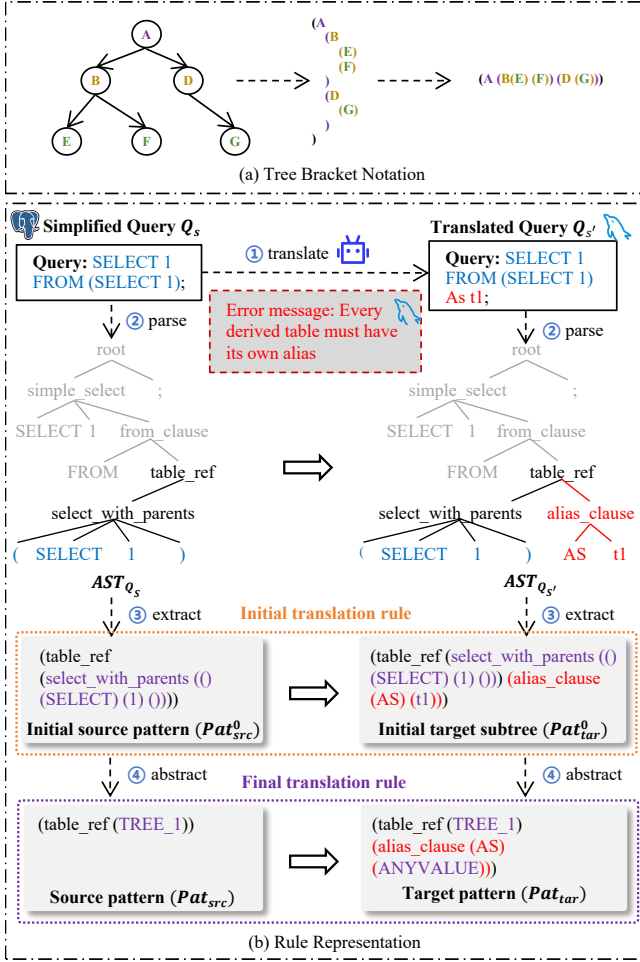 A
B
D
E
F
G
(A
(B
(E)
(F)
)
(D
(G)
)
)
(A (B(E) (F)) (D (G)))
(a) Tree Bracket Notation
Simplified Query Qs
Translated Query Qs′
Query: SELECT 1
FROM (SELECT 1);
① translate
Query: SELECT 1
FROM (SELECT 1)
As t1;
Error message: Every
derived table must have
its own alias
② parse
② parse
root
simple_select ;
SELECT 1 from_clause
FROM table_ref
select_with_parents
( SELECT 1 )
root
simple_select ;
SELECT 1 from_clause
FROM table_ref
select_with_parents alias_clause
( SELECT 1 ) AS t1
ASTQs
ASTQs′
③ extract
Initial translation rule
③ extract
(table_ref
(select_with_parents (()
(SELECT) (1) ())))
Initial source pattern (Pat⁰src)
(table_ref (select_with_parents (()
(SELECT) (1) ())) (alias_clause
(AS) (t1)))
Initial target subtree (Pat⁰tar)
④ abstract
Final translation rule
④ abstract
(table_ref (TREE_1))
Source pattern (Patsrc)
(table_ref (TREE_1)
(alias_clause (AS)
(ANYVALUE)))
Target pattern (Pattar)
(b) Rule Representation